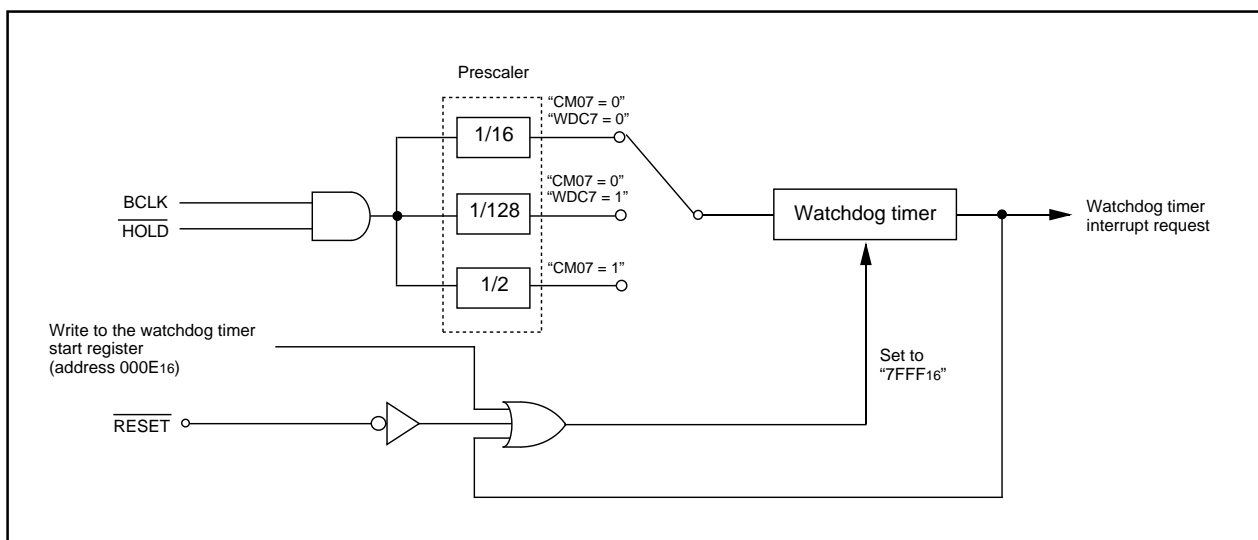 Prescaler
“CM07 = 0”
“WDC7 = 0”
1/16
BCLK
HOLD
“CM07 = 0”
“WDC7 = 1”
1/128
Watchdog timer
Watchdog timer
interrupt request
“CM07 = 1”
1/2
Write to the watchdog timer
start register
(address 000E16)
Set to
“7FFF16”
RESET